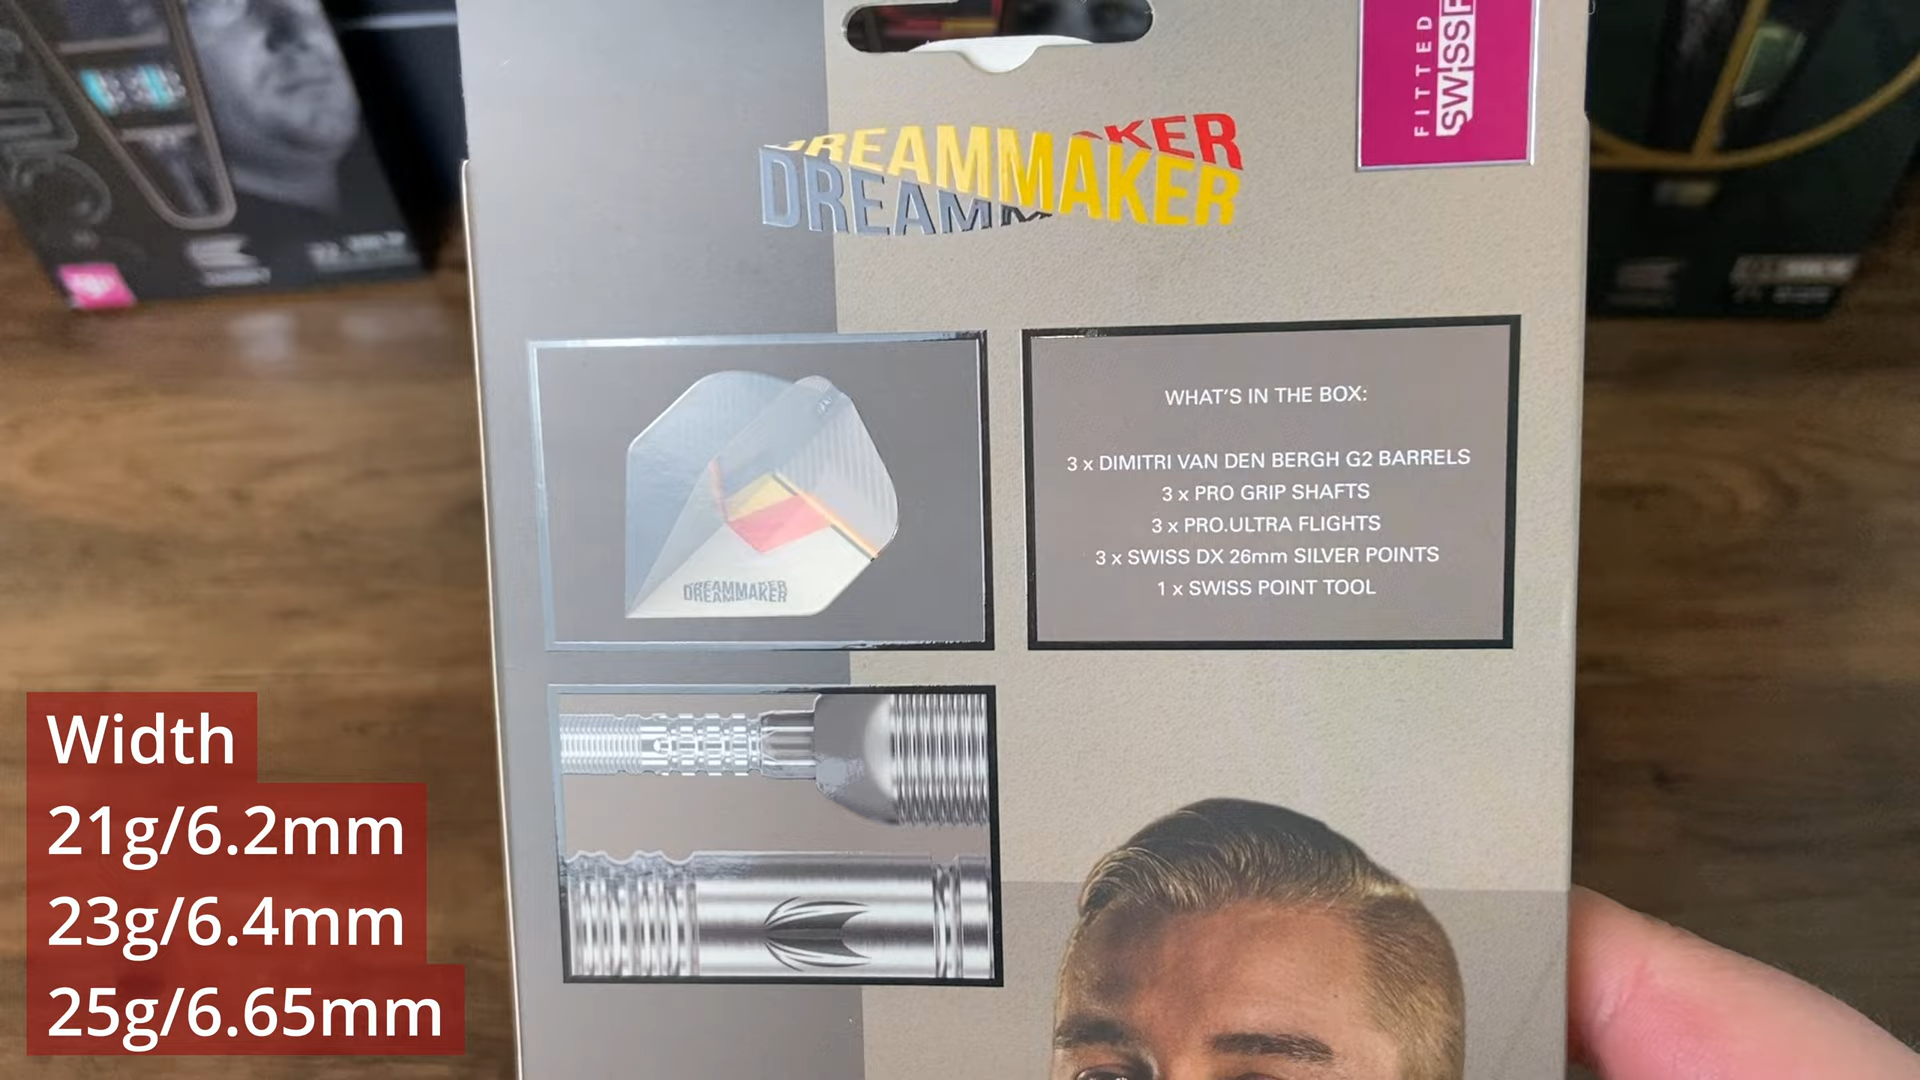 FITTED
SWISS
DREAMMAKER
DREAMMAKER
WHAT'S IN THE BOX:
3 x DIMITRI VAN DEN BERGH G2 BARRELS
3 x PRO GRIP SHAFTS
3 x PRO.ULTRA FLIGHTS
3 x SWISS DX 26mm SILVER POINTS
1 x SWISS POINT TOOL
DREAMMAKER
DREAMMAKER
Width
21g/6.2mm
23g/6.4mm
25g/6.65mm